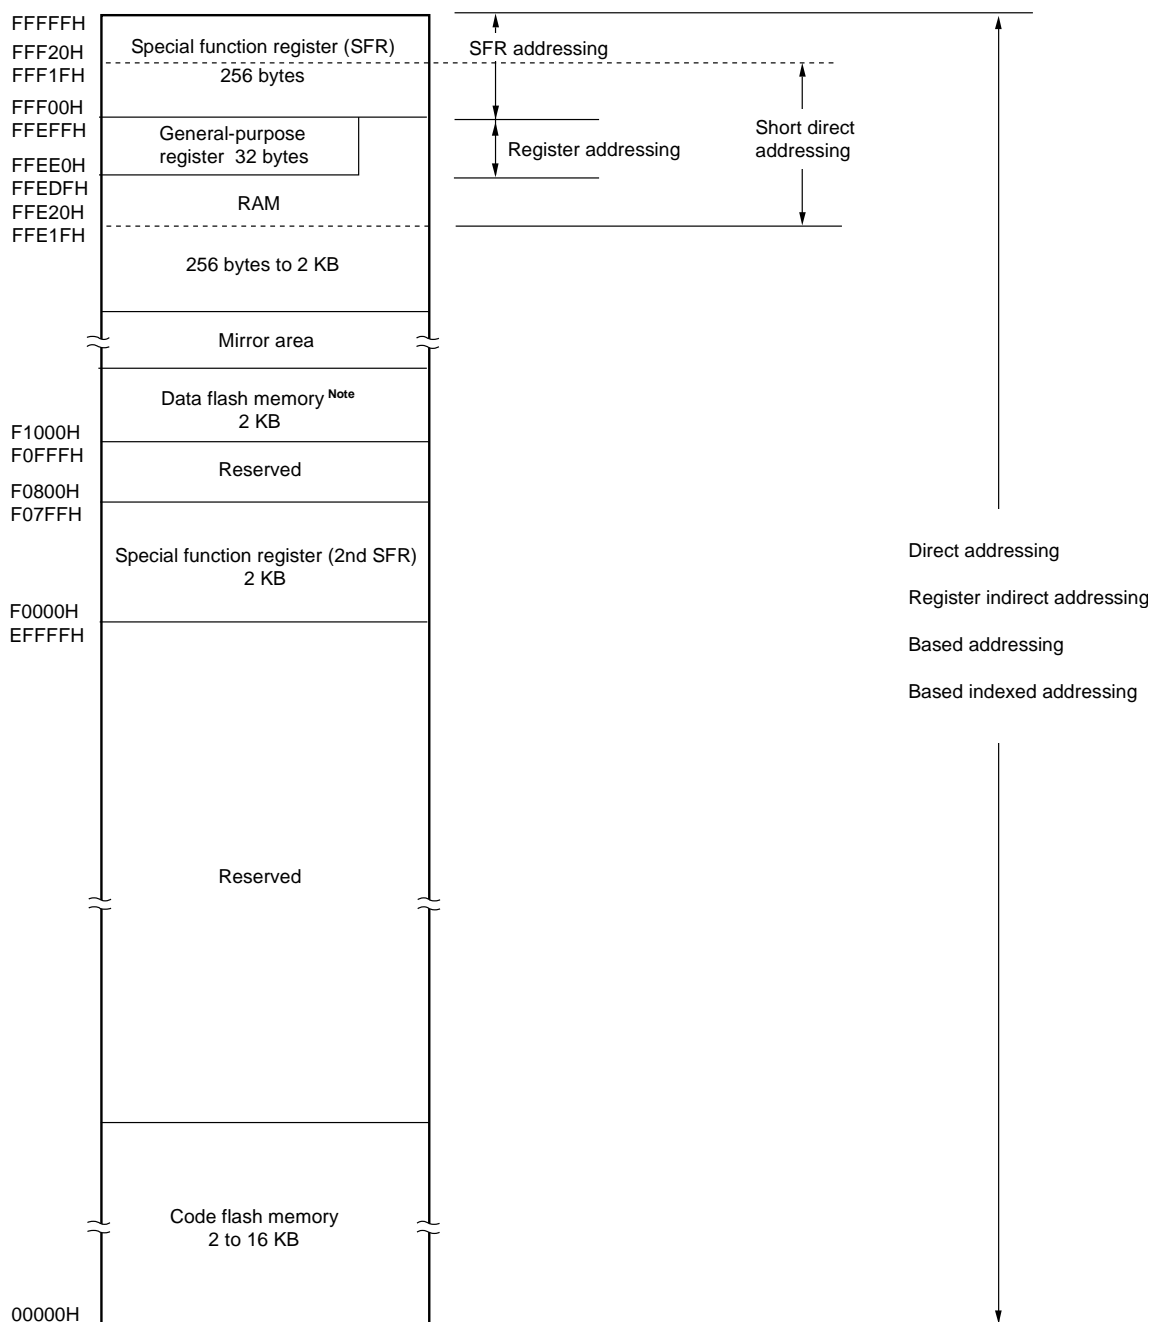 FFFFFH
FFF20H
FFF1FH
FFF00H
FFEFFH
FFEE0H
FFEDFH
FFE20H
FFE1FH
F1000H
F0FFFH
F0800H
F07FFH
F0000H
EFFFFH
00000H
Special function register (SFR)
256 bytes
General-purpose
register 32 bytes
RAM
256 bytes to 2 KB
Mirror area
Data flash memory Note
2 KB
Reserved
Special function register (2nd SFR)
2 KB
Reserved
Code flash memory
2 to 16 KB
SFR addressing
Register addressing
Short direct
addressing
Direct addressing
Register indirect addressing
Based addressing
Based indexed addressing